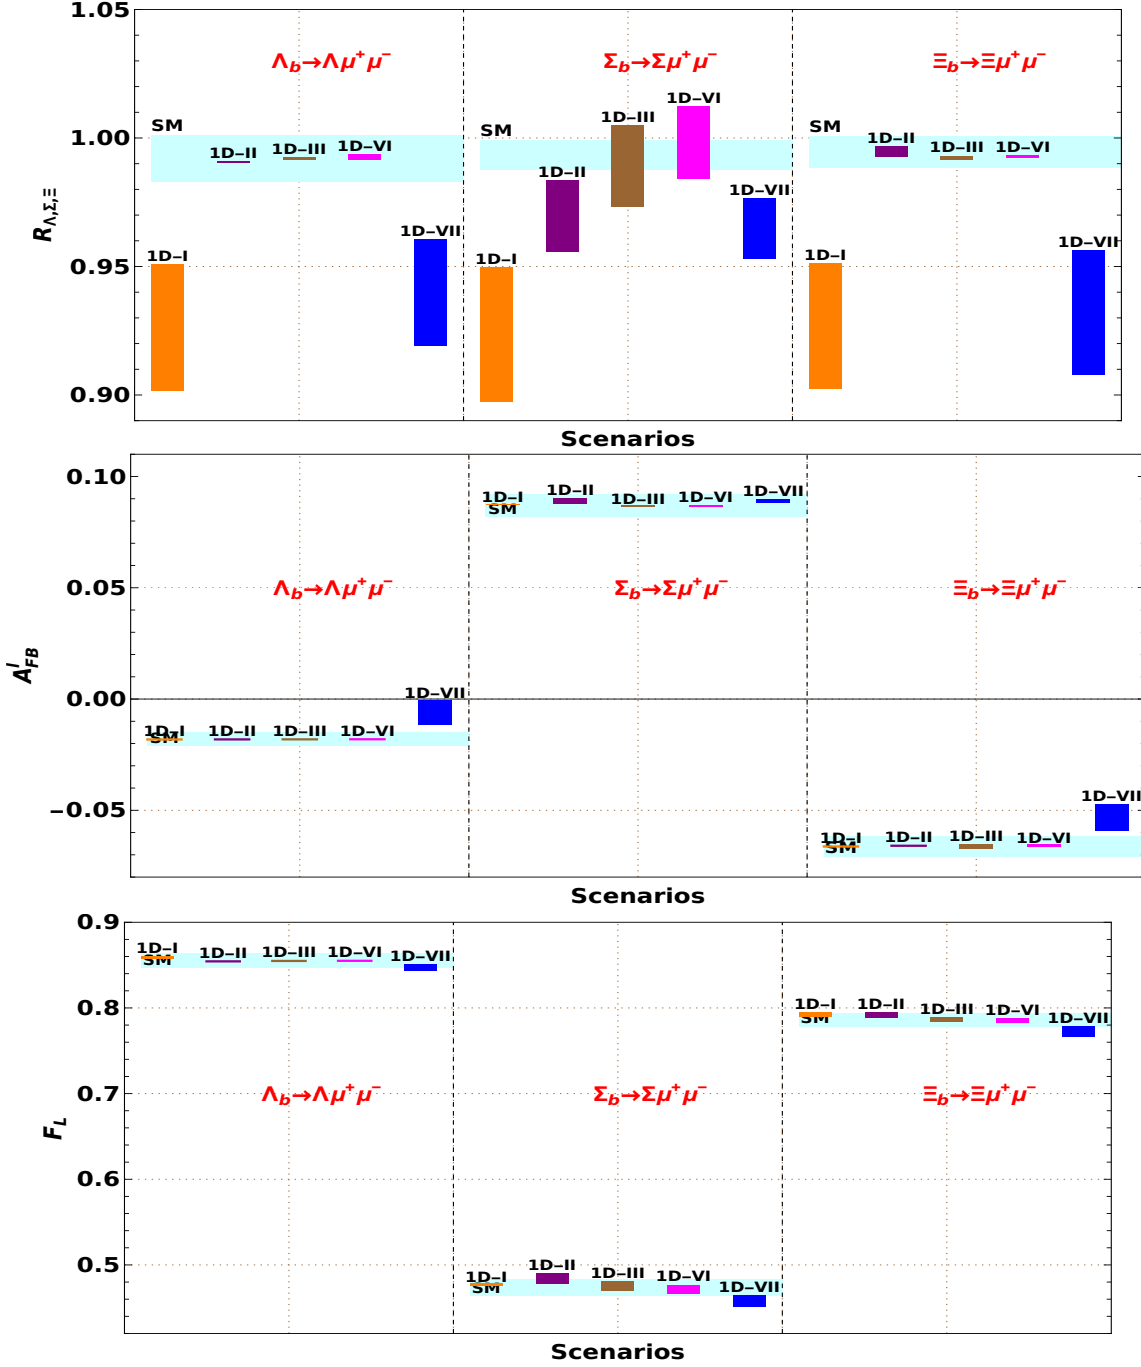 1.05
Λb→Λμ+μ− Σb→Σμ+μ− Ξb→Ξμ+μ−
1D–VI
1D–III
SM SM SM
1.00
1D–II 1D–III 1D–VI 1D–II 1D–II 1D–III 1D–VI
1D–VII 1D–VII 1D–VII
RΛ,Σ,Ξ
1D–I 1D–I 1D–I
0.95
0.90
Scenarios
0.10
1D–I 1D–II 1D–III 1D–VI 1D–VII
SM
0.05
Λb→Λμ+μ− Σb→Σμ+μ− Ξb→Ξμ+μ−
AlFB
0.00
1D–VII
1D–I 1D–II 1D–III 1D–VI
SM
−0.05
1D–VII
1D–I 1D–II 1D–III 1D–VI
SM
Scenarios
0.9
1D–I 1D–II 1D–III 1D–VI 1D–VII
SM
0.8
1D–I 1D–II 1D–III 1D–VI 1D–VII
SM
0.7
Λb→Λμ+μ− Σb→Σμ+μ− Ξb→Ξμ+μ−
FL
0.6
0.5
1D–I 1D–II 1D–III 1D–VI 1D–VII
SM
Scenarios